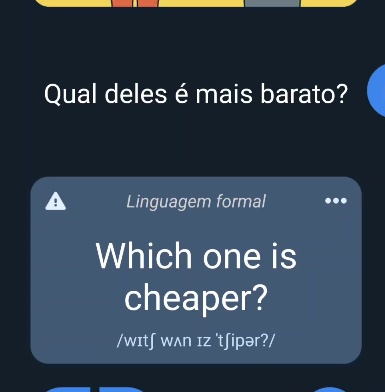 Qual deles é mais barato?
Linguagem formal
Which one is
cheaper?
/wɪtʃ wʌn ɪz ˈtʃipər?/